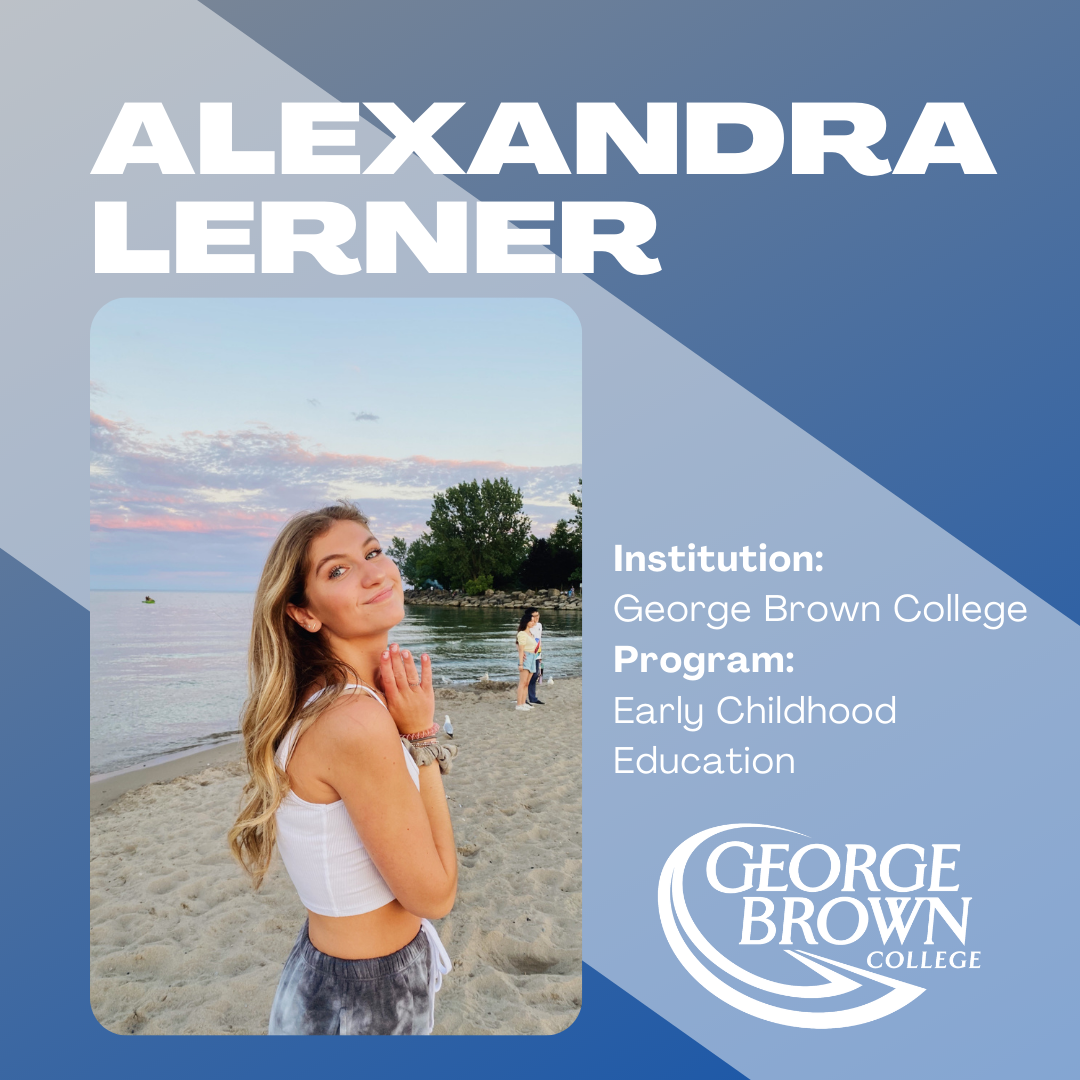 ALEXANDRA
LERNER
Institution:
George Brown College
Program:
Early Childhood
Education
GEORGE
BROWN
COLLEGE